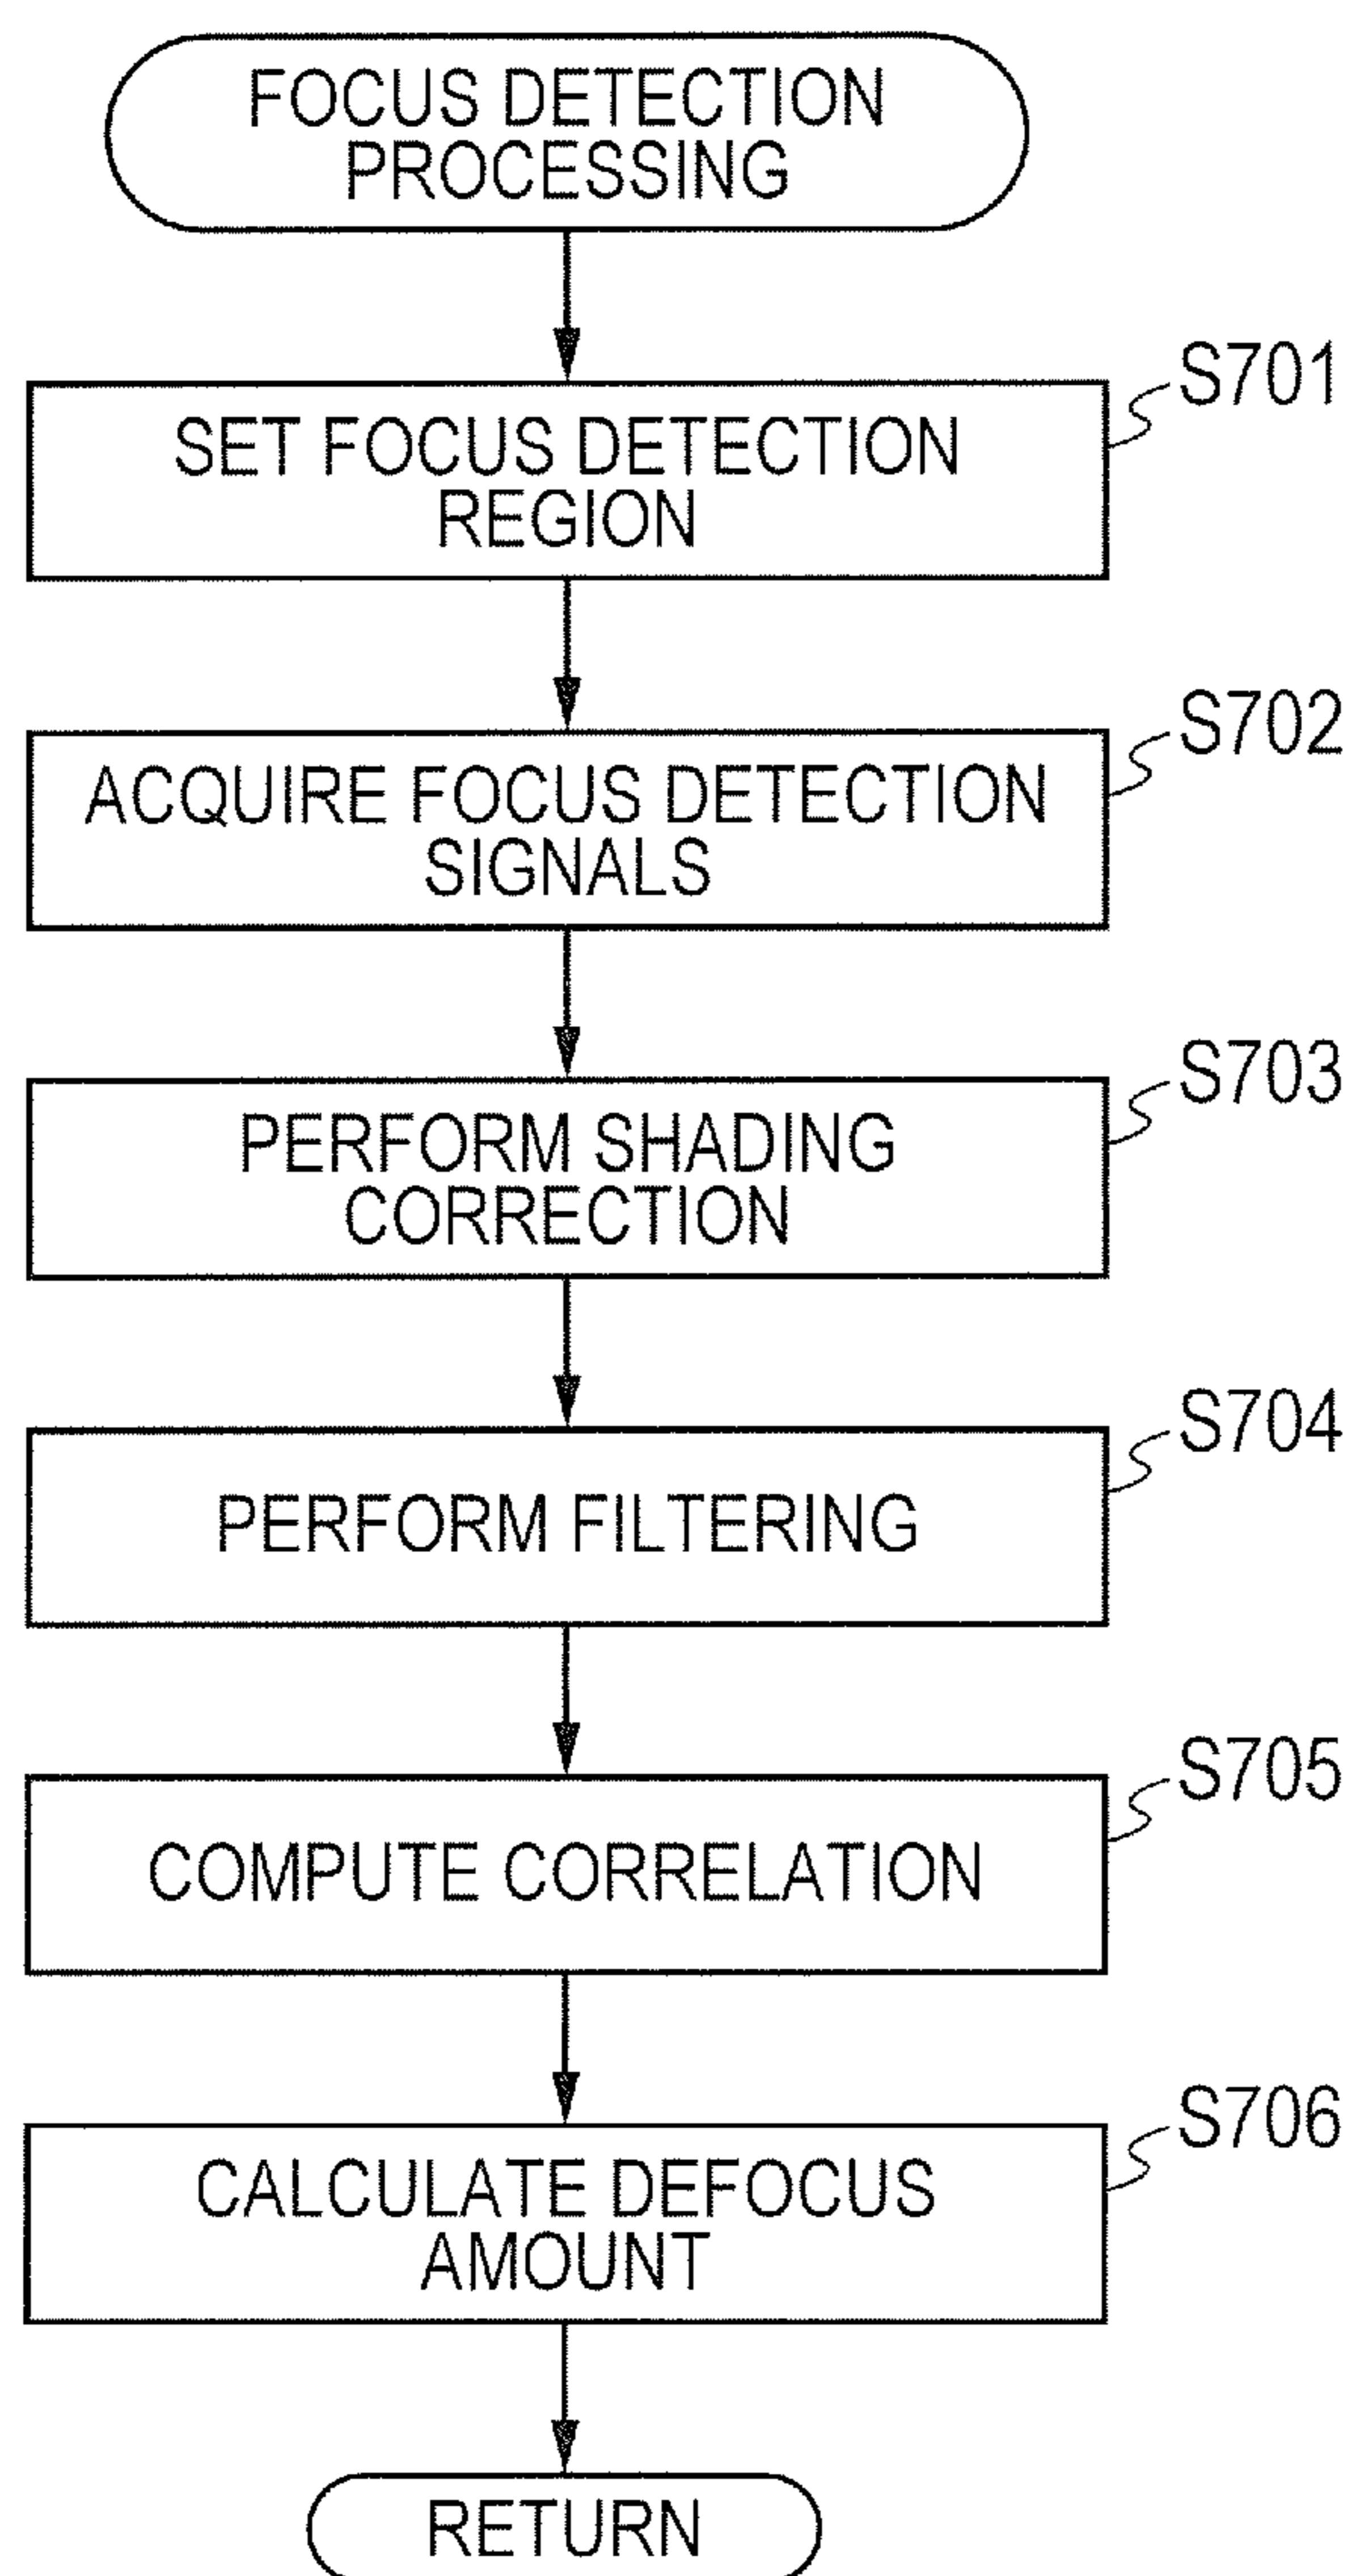 FOCUS DETECTION
PROCESSING
S701
SET FOCUS DETECTION
REGION
S702
ACQUIRE FOCUS DETECTION
SIGNALS
S703
PERFORM SHADING
CORRECTION
S704
PERFORM FILTERING
S705
COMPUTE CORRELATION
S706
CALCULATE DEFOCUS
AMOUNT
RETURN